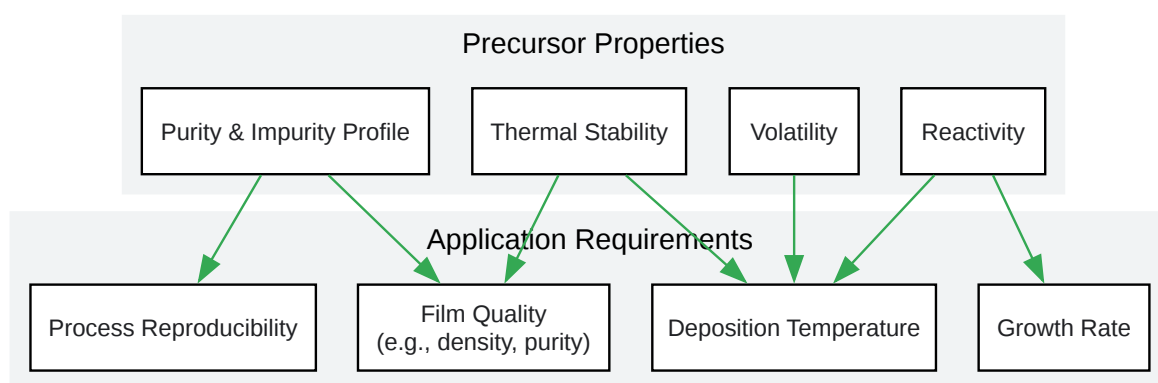 Precursor Properties
Purity & Impurity Profile
Thermal Stability
Volatility
Reactivity
Application Requirements
Process Reproducibility
Film Quality
(e.g., density, purity)
Deposition Temperature
Growth Rate